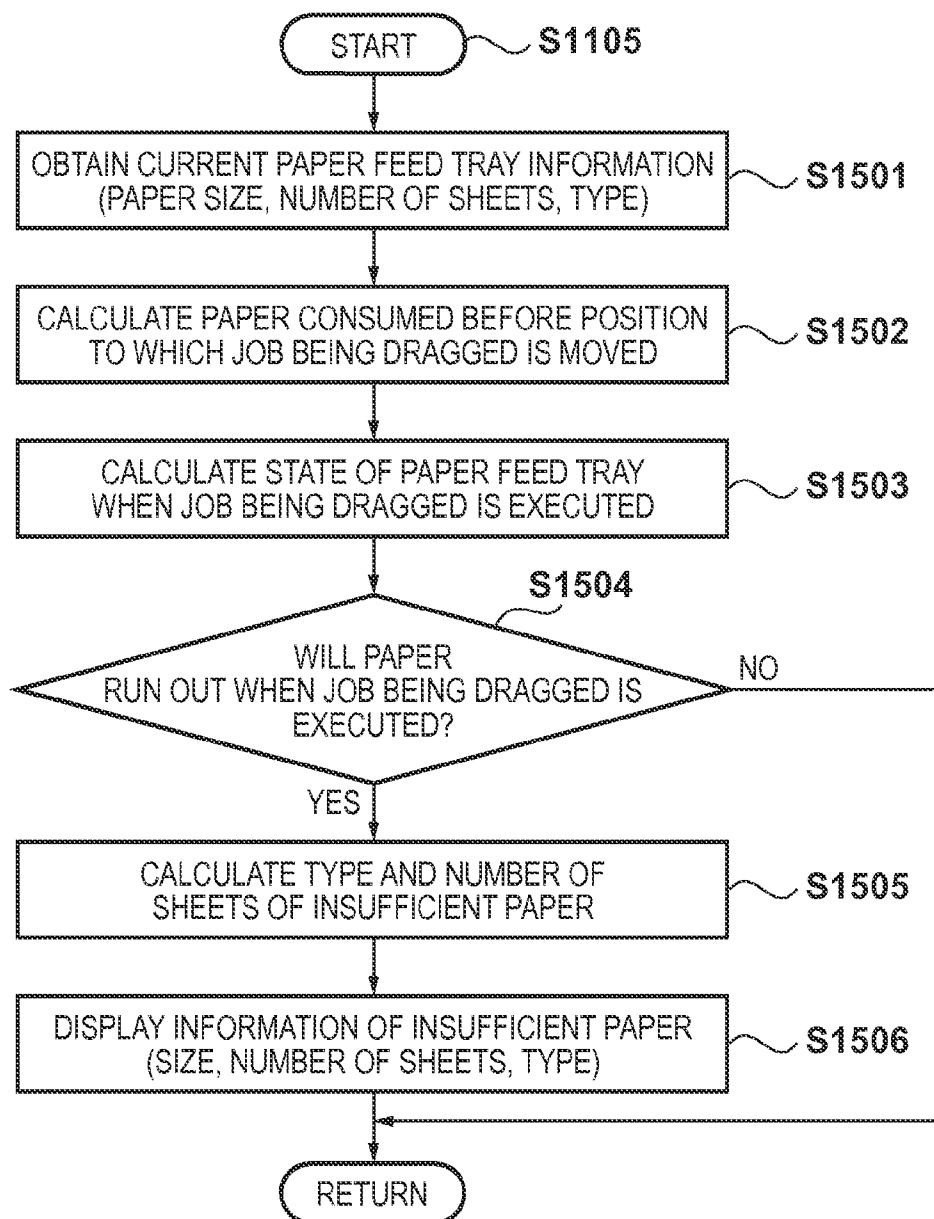 START
S1105
OBTAIN CURRENT PAPER FEED TRAY INFORMATION
(PAPER SIZE, NUMBER OF SHEETS, TYPE)
S1501
CALCULATE PAPER CONSUMED BEFORE POSITION
TO WHICH JOB BEING DRAGGED IS MOVED
S1502
CALCULATE STATE OF PAPER FEED TRAY
WHEN JOB BEING DRAGGED IS EXECUTED
S1503
S1504
WILL PAPER
RUN OUT WHEN JOB BEING DRAGGED IS
EXECUTED?
NO
YES
CALCULATE TYPE AND NUMBER OF
SHEETS OF INSUFFICIENT PAPER
S1505
DISPLAY INFORMATION OF INSUFFICIENT PAPER
(SIZE, NUMBER OF SHEETS, TYPE)
S1506
RETURN